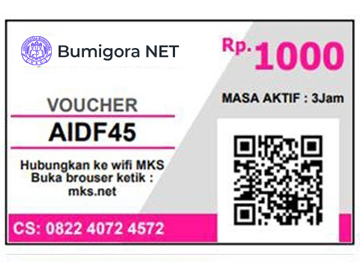 Bumigora NET
Rp.1000
VOUCHER
AIDF45
MASA AKTIF : 3Jam
Hubungkan ke wifi MKS
Buka brouser ketik :
mks.net
CS: 0822 4072 4572